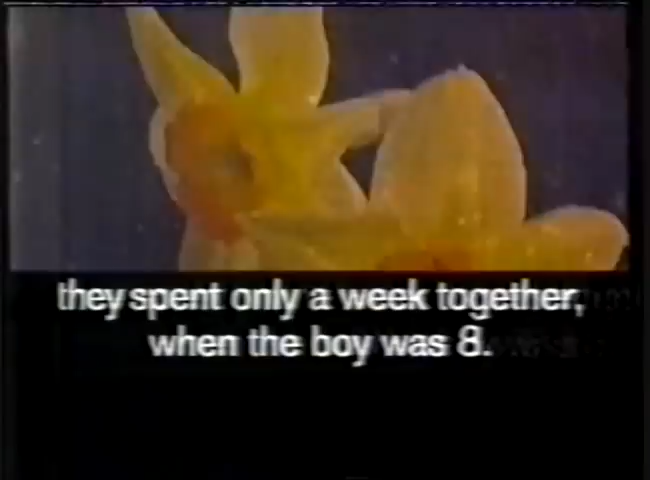 they spent only a week together,
when the boy was 8.